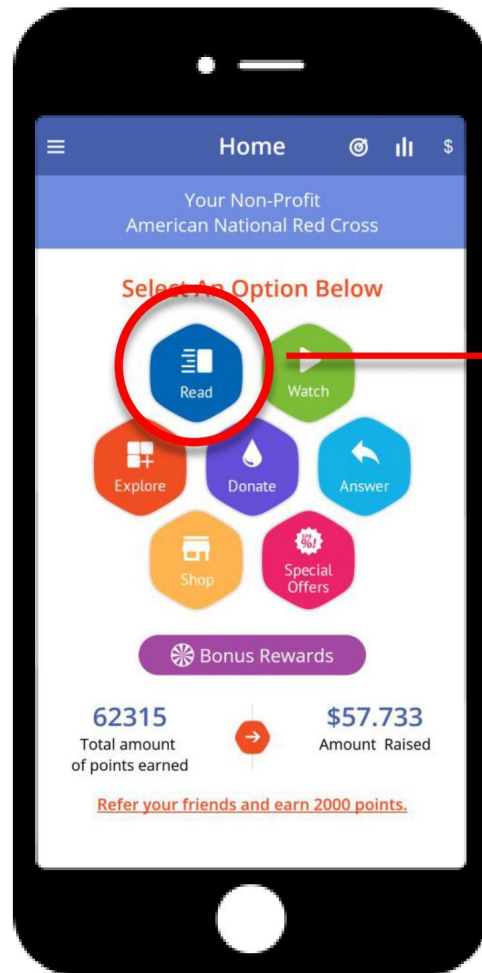 Home $
Your Non-Profit
American National Red Cross
Select An Option Below
Read
Watch
Explore
Donate
Answer
Shop
%!
Special
Offers
Bonus Rewards
62315
$57.733
Total amount
of points earned
Amount Raised
Refer your friends and earn 2000 points.